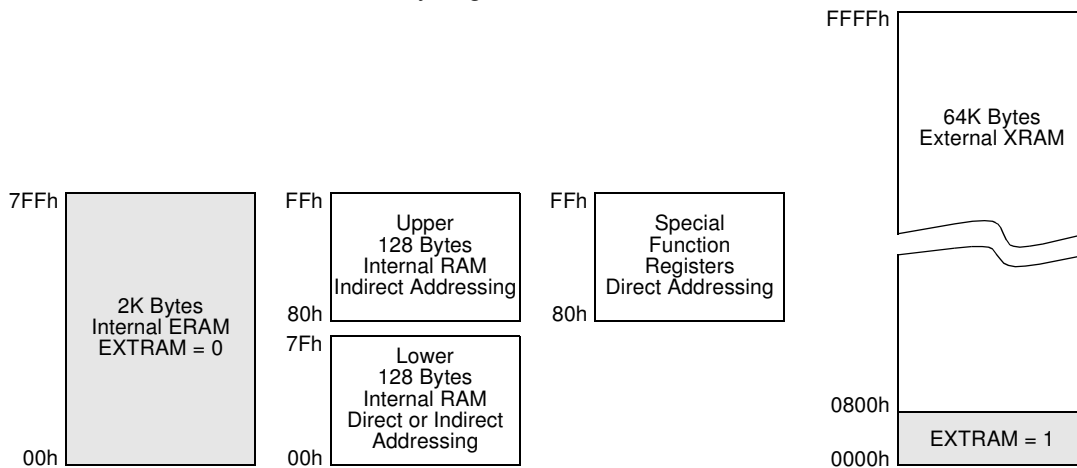 FFFFh
64K Bytes
External XRAM
7FFh
2K Bytes
Internal ERAM
EXTRAM = 0
00h
FFh
Upper
128 Bytes
Internal RAM
Indirect Addressing
80h
7Fh
Lower
128 Bytes
Internal RAM
Direct or Indirect
Addressing
00h
FFh
Special
Function
Registers
Direct Addressing
80h
0800h
EXTRAM = 1
0000h